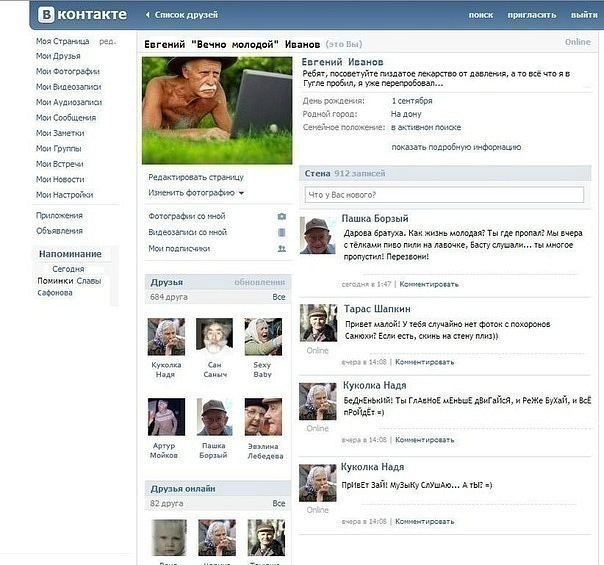 В контакте
Список друзей
поиск пригласить выйти
Моя Страница ред.
Мои Друзья
Мои Фотографии
Мои Видеозаписи
Мои Аудиозаписи
Мои Сообщения
Мои Заметки
Мои Группы
Мои Встречи
Мои Новости
Мои Настройки
Приложения
Объявления
Напоминание
Сегодня
Поминки Славы
Сафонова
Евгений "Вечно молодой" Иванов (это Вы)
Online
Редактировать страницу
Изменить фотографию
Фотографии со мной
Видеозаписи со мной
Мои подписчики
Друзья обновления
684 друга Все
Куколка Надя
Сан Саныч
Sexy Baby
Артур Мойков
Пашка Борзый
Эвэлина Лебедева
Друзья онлайн
82 друга Все
Евгений Иванов
Ребят, посоветуйте пиздатое лекарство от давления, а то всё что я в
Гугле пробил, я уже перепробовал...
День рождения: 1 сентября
Родной город: На дону
Семейное положение: в активном поиске
показать подробную информацию
Стена 912 записей
Что у Вас нового?
Пашка Борзый
Дарова братуха. Как жизнь молодая? Ты где пропал? Мы вчера
с тёлками пиво пили на лавочке, Басту слушали... ты многое
пропустил! Перезвони!
сегодня в 1:47 | Комментировать
Тарас Шапкин
Привет малой! У тебя случайно нет фоток с похоронов
Санюхи? Если есть, скинь на стену плиз))
Online
вчера в 14:08 | Комментировать
Куколка Надя
БеДнЕНЬкИй! ТЫ ГлАвНоЕ мЕНЬшЕ дВиГаЙсЯ, и РеЖе БуХаЙ, и ВсЁ
пРоЙдЁт =)
Online
вчера в 14:08 | Комментировать
Куколка Надя
ПрИвЕт ЗаЙ! МуЗыКу СлУшАю... А тЫ? =)
Online
вчера в 14:08 | Комментировать